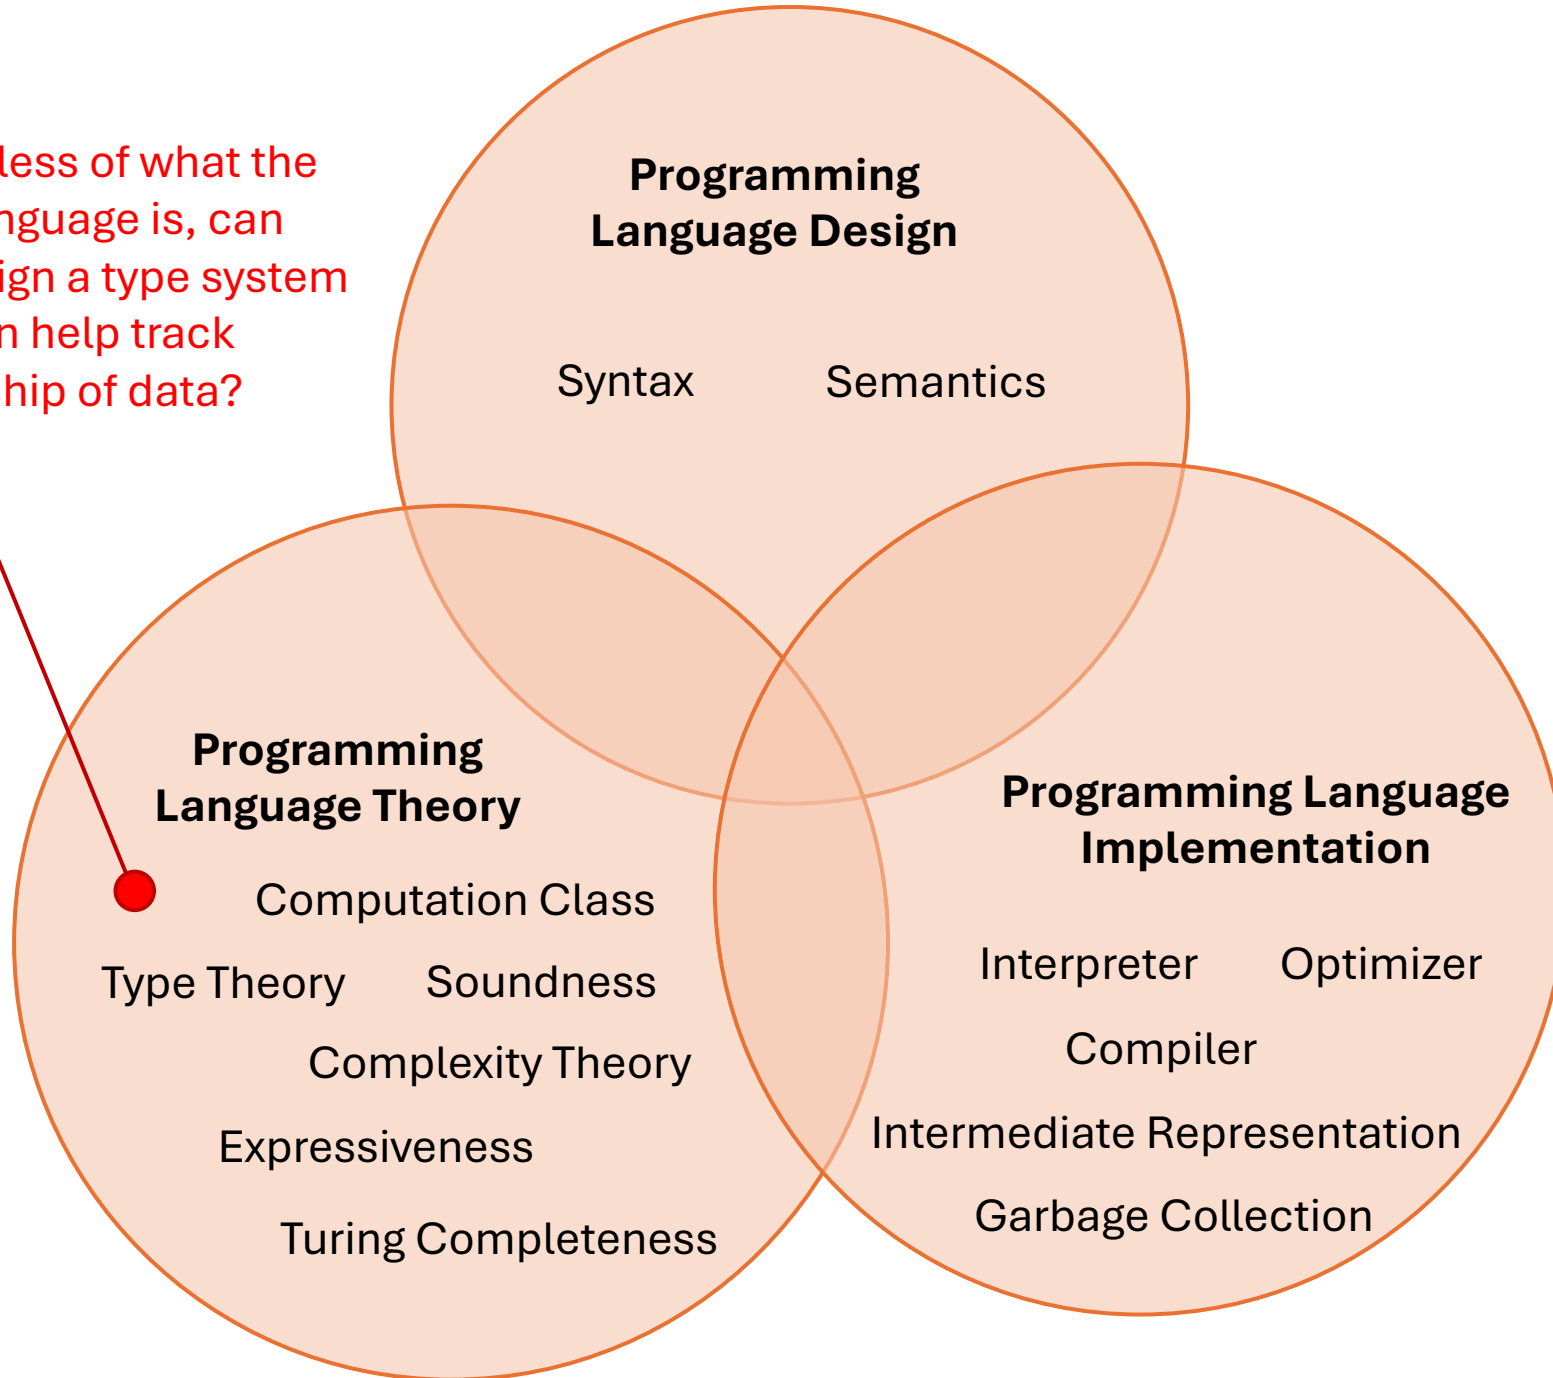 less of what the
nguage is, can
ign a type system
n help track
ship of data?
Programming
Language Design
Syntax Semantics
Programming
Language Theory
Computation Class
Type Theory Soundness
Complexity Theory
Expressiveness
Turing Completeness
Programming Language
Implementation
Interpreter Optimizer
Compiler
Intermediate Representation
Garbage Collection